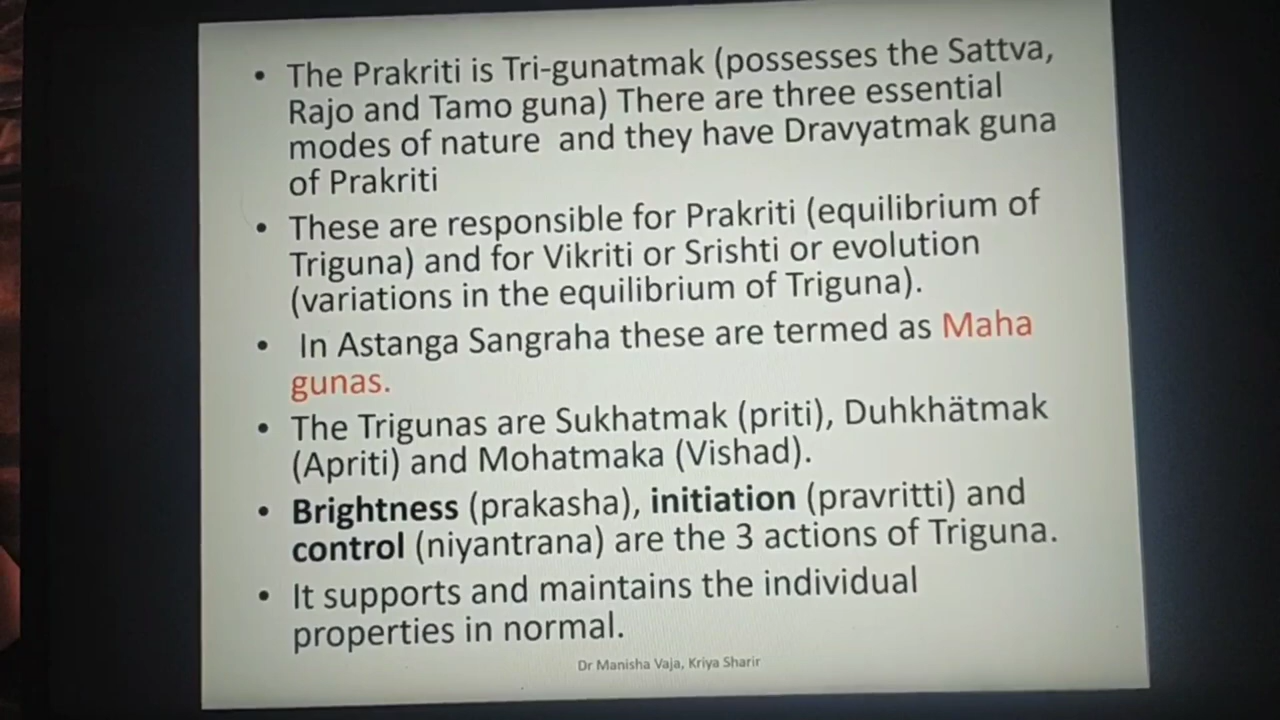 • The Prakriti is Tri-gunatmak (possesses the Sattva,
Rajo and Tamo guna) There are three essential
modes of nature  and they have Dravyatmak guna
of Prakriti
• These are responsible for Prakriti (equilibrium of
Triguna) and for Vikriti or Srishti or evolution
(variations in the equilibrium of Triguna).
• In Astanga Sangraha these are termed as Maha
gunas.
• The Trigunas are Sukhatmak (priti), Duhkhätmak
(Apriti) and Mohatmaka (Vishad).
• Brightness (prakasha), initiation (pravritti) and
control (niyantrana) are the 3 actions of Triguna.
• It supports and maintains the individual
properties in normal.
Dr Manisha Vaja, Kriya Sharir